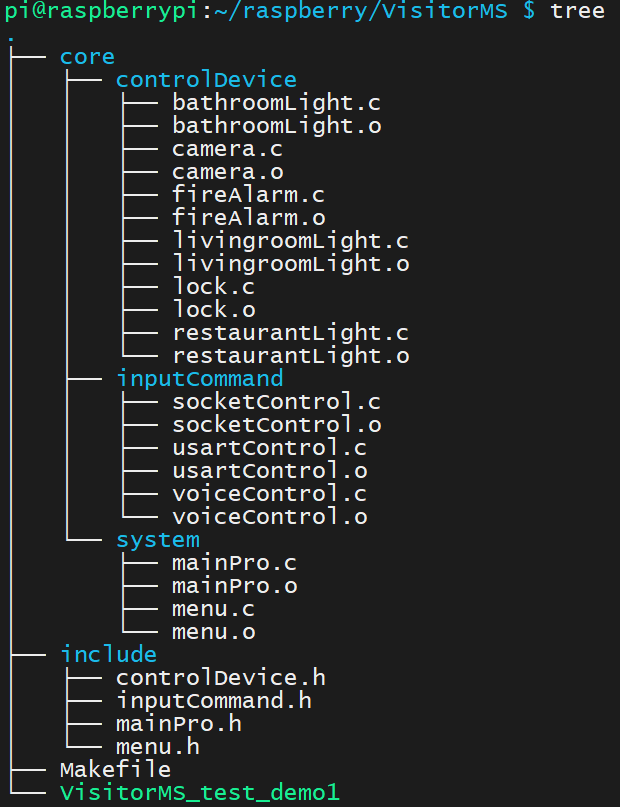 pi@raspberrypi:~/raspberry/VisitorMS $ tree
.
├── core
│   ├── controlDevice
│   │   ├── bathroomLight.c
│   │   ├── bathroomLight.o
│   │   ├── camera.c
│   │   ├── camera.o
│   │   ├── fireAlarm.c
│   │   ├── fireAlarm.o
│   │   ├── livingroomLight.c
│   │   ├── livingroomLight.o
│   │   ├── lock.c
│   │   ├── lock.o
│   │   ├── restaurantLight.c
│   │   └── restaurantLight.o
│   ├── inputCommand
│   │   ├── socketControl.c
│   │   ├── socketControl.o
│   │   ├── usartControl.c
│   │   ├── usartControl.o
│   │   ├── voiceControl.c
│   │   └── voiceControl.o
│   └── system
│       ├── mainPro.c
│       ├── mainPro.o
│       ├── menu.c
│       └── menu.o
├── include
│   ├── controlDevice.h
│   ├── inputCommand.h
│   ├── mainPro.h
│   └── menu.h
├── Makefile
└── VisitorMS_test_demo1